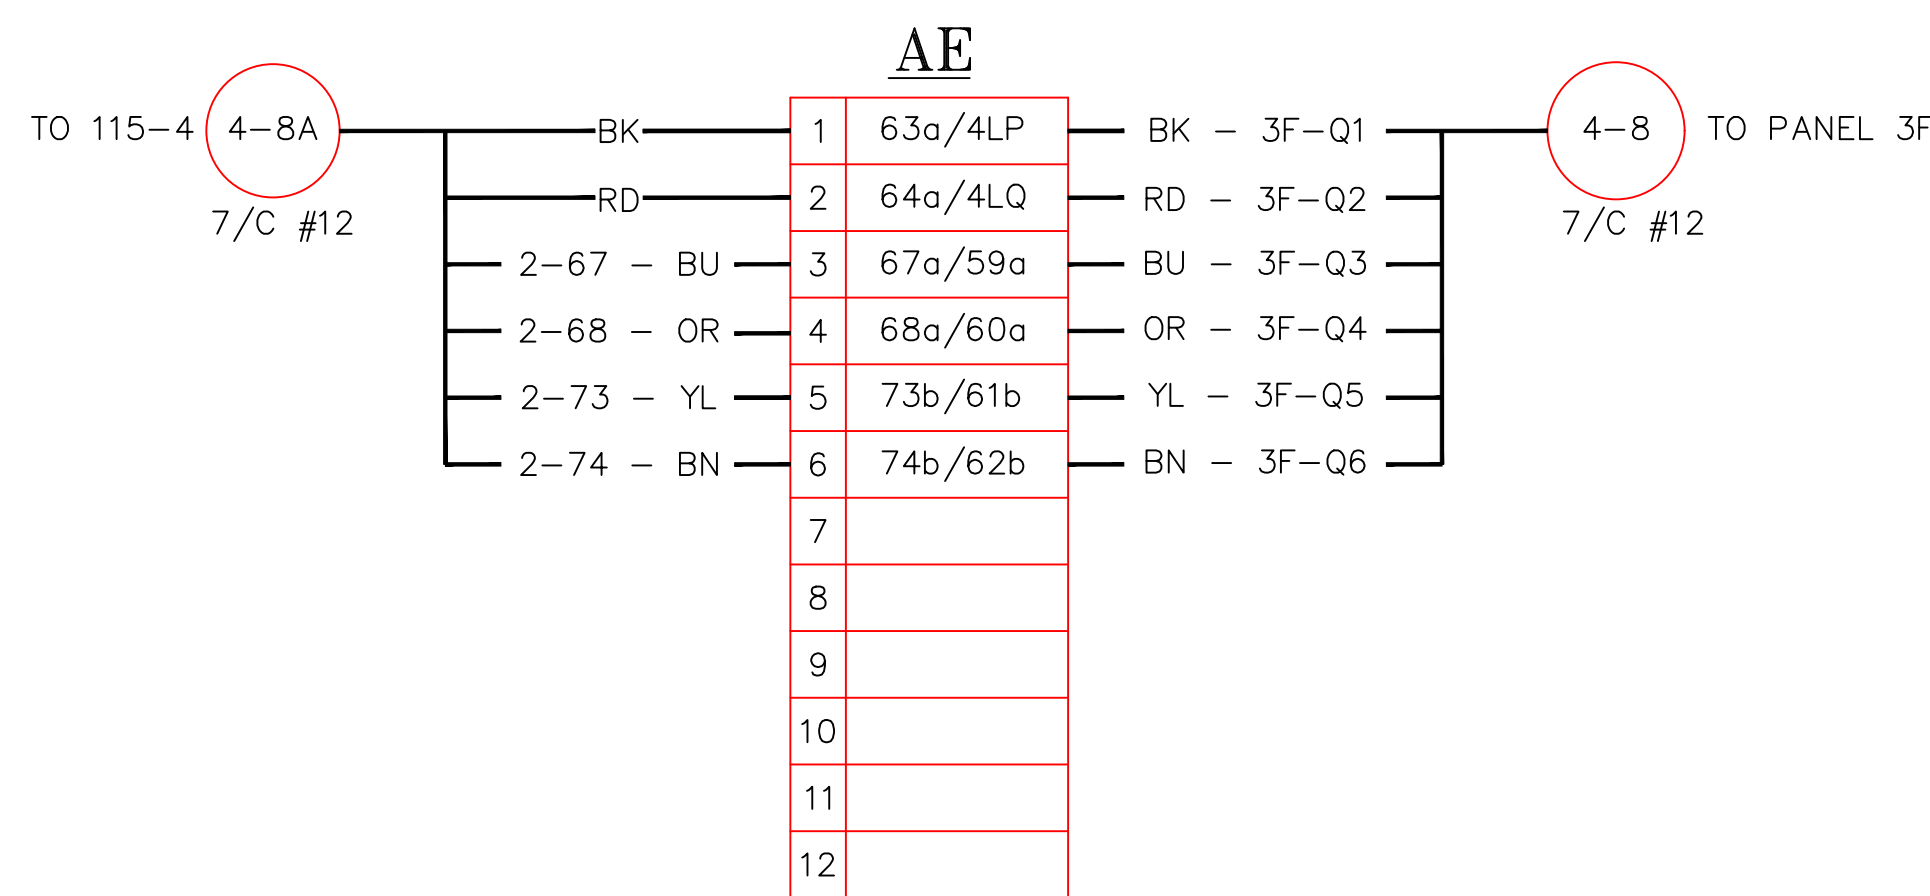 AE
TO 115-4 4-8A BK 1 63a/4LP BK - 3F-Q1 4-8 TO PANEL 3F
RD 2 64a/4LQ RD - 3F-Q2
7/C #12 7/C #12
2-67 - BU 3 67a/59a BU - 3F-Q3
2-68 - OR 4 68a/60a OR - 3F-Q4
2-73 - YL 5 73b/61b YL - 3F-Q5
2-74 - BN 6 74b/62b BN - 3F-Q6
7
8
9
10
11
12